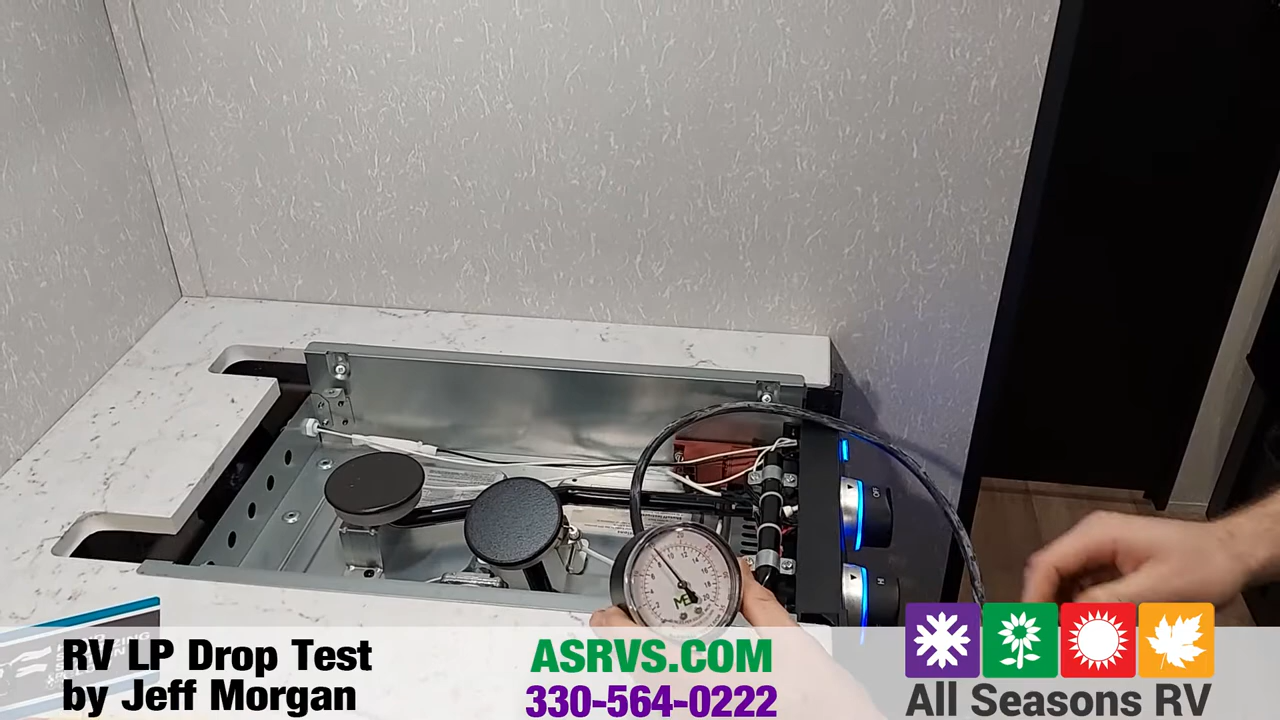 RV LP Drop Test
by Jeff Morgan
ASRVS.COM
330-564-0222
All Seasons RV